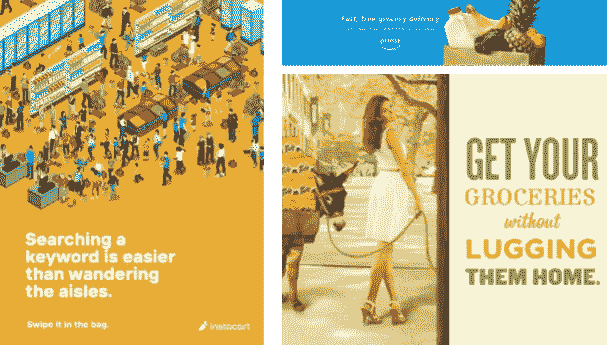 Searching a
keyword is easier
than wandering
the aisles.
Swipe it in the bag.
instacart
Fast, free grocery delivery
GET YOUR
GROCERIES
without
LUGGING
THEM HOME.